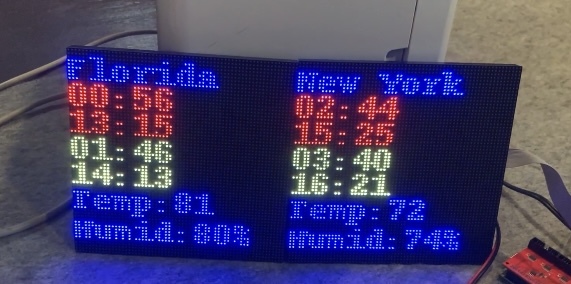 Florida
00:56
13:15
01:46
14:13
Temp:81
Humid:80%
New York
02:44
15:25
03:40
16:21
Temp:72
Humid:74%